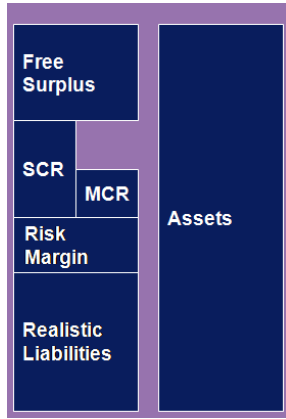 Free
Surplus
SCR
MCR
Assets
Risk
Margin
Realistic
Liabilities